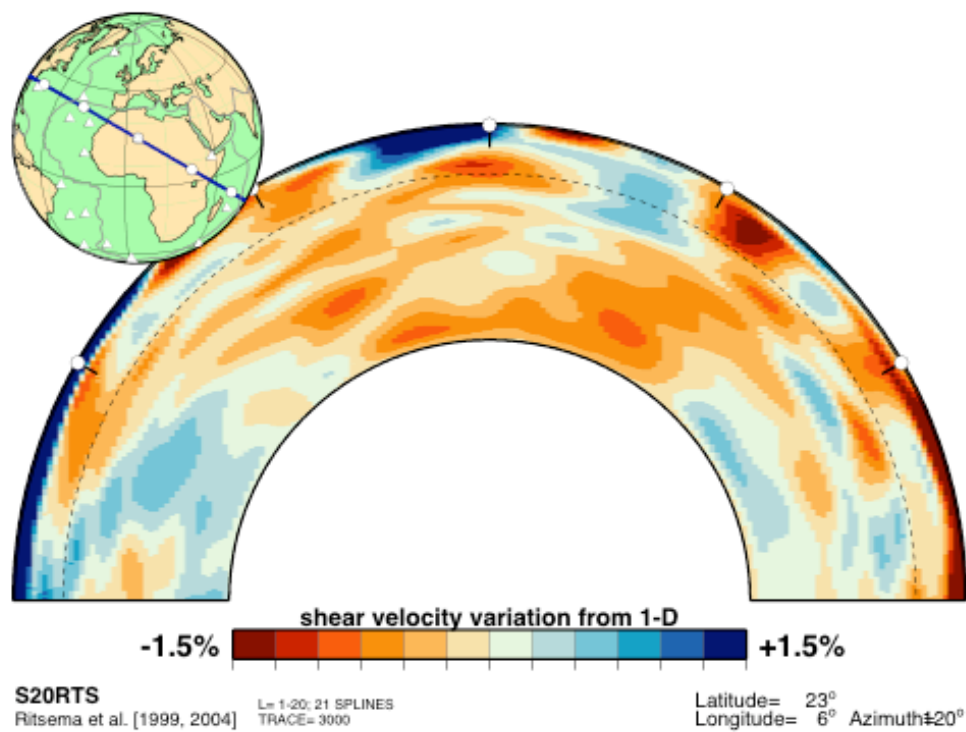 shear velocity variation from 1-D
-1.5% +1.5%
S20RTS
Ritsema et al. [1999, 2004]
L= 1-20; 21 SPLINES
TRACE= 3000
Latitude= 23°
Longitude= 6° Azimuth=